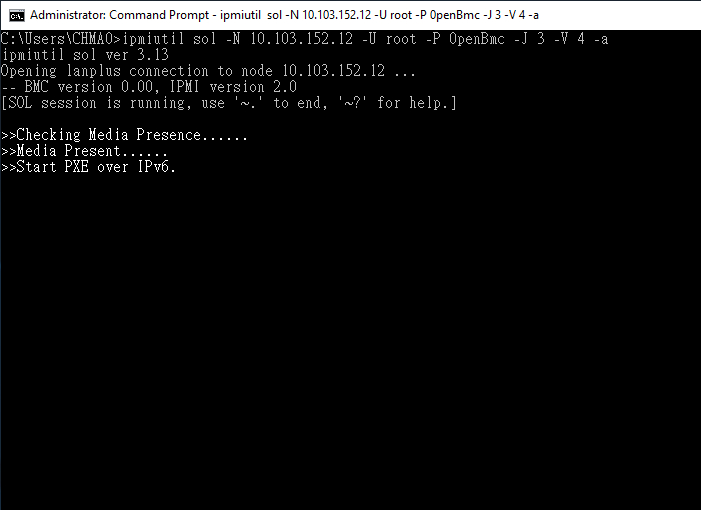 Administrator: Command Prompt - ipmiutil sol -N 10.103.152.12 -U root -P 0penBmc -J 3 -V 4 -a
C:\Users\CHMAO>ipmiutil sol -N 10.103.152.12 -U root -P 0penBmc -J 3 -V 4 -a
ipmiutil sol ver 3.13
Opening lanplus connection to node 10.103.152.12 ...
-- BMC version 0.00, IPMI version 2.0
[SOL session is running, use '~.' to end, '~?' for help.]
>>Checking Media Presence......
>>Media Present......
>>Start PXE over IPv6.